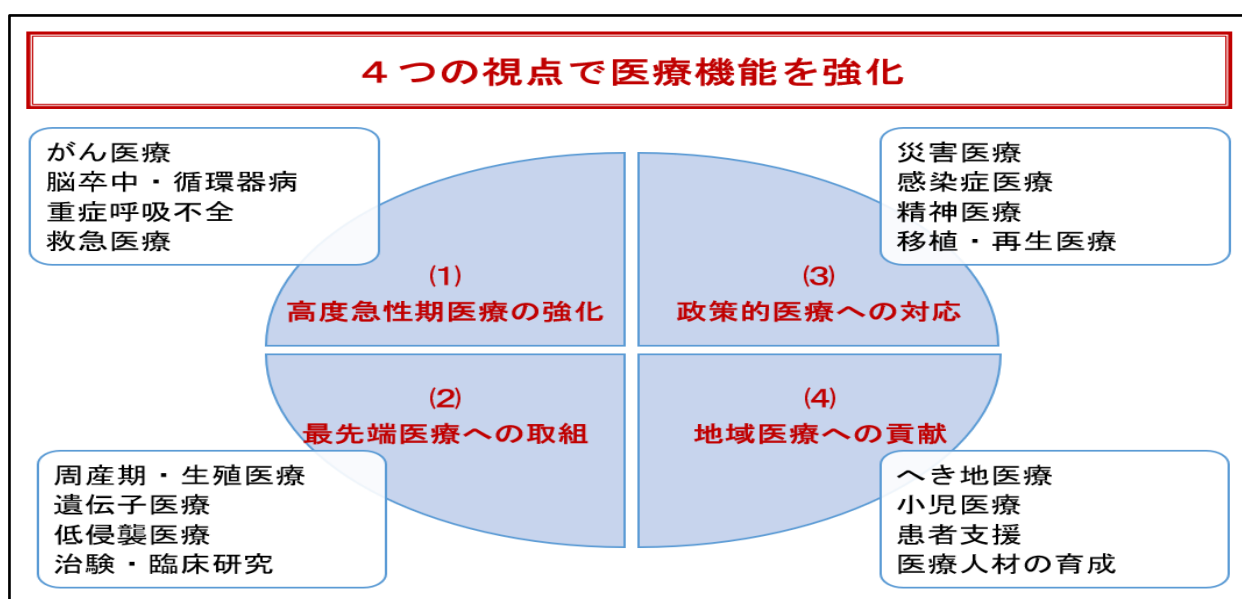 4つの視点で医療機能を強化
がん医療
脳卒中・循環器病
重症呼吸不全
救急医療
(1)
高度急性期医療の強化
(2)
最先端医療への取組
周産期・生殖医療
遺伝子医療
低侵襲医療
治験・臨床研究
災害医療
感染症医療
精神医療
移植・再生医療
(3)
政策的医療への対応
(4)
地域医療への貢献
へき地医療
小児医療
患者支援
医療人材の育成